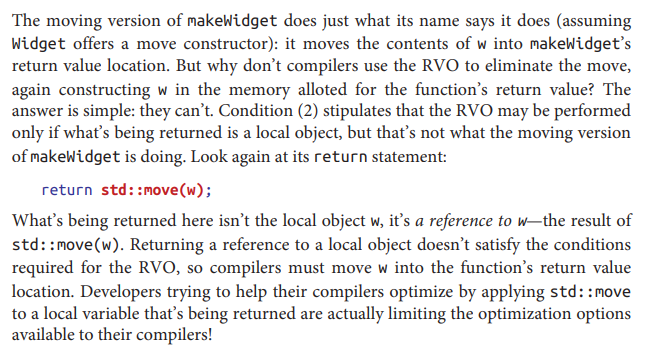 The moving version of makeWidget does just what its name says it does (assuming
Widget offers a move constructor): it moves the contents of w into makeWidget’s
return value location. But why don’t compilers use the RVO to eliminate the move,
again constructing w in the memory alloted for the function’s return value? The
answer is simple: they can’t. Condition (2) stipulates that the RVO may be performed
only if what’s being returned is a local object, but that’s not what the moving version
of makeWidget is doing. Look again at its return statement:
return std::move(w);
What’s being returned here isn’t the local object w, it’s a reference to w—the result of
std::move(w). Returning a reference to a local object doesn’t satisfy the conditions
required for the RVO, so compilers must move w into the function’s return value
location. Developers trying to help their compilers optimize by applying std::move
to a local variable that’s being returned are actually limiting the optimization options
available to their compilers!